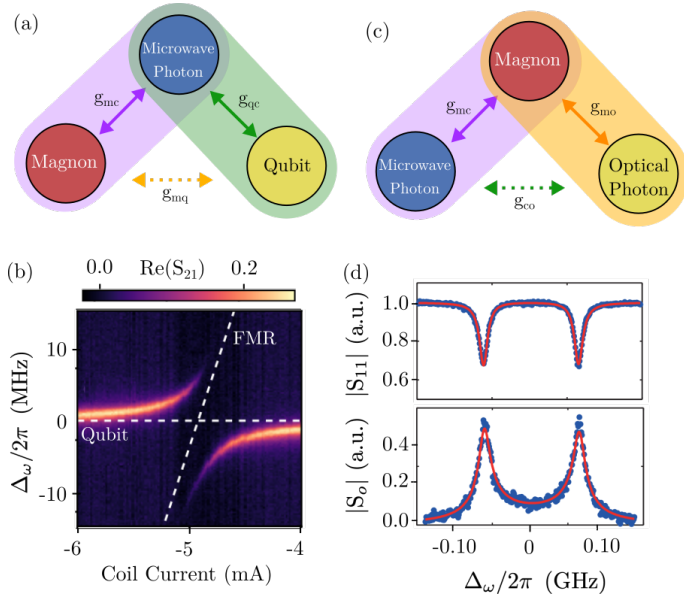 (a)
Microwave
Photon
g_mc
g_qc
Magnon
Qubit
g_mq
(c)
Magnon
g_mc
g_mo
Microwave
Photon
Optical
Photon
g_co
(b)
0.0 Re(S_21) 0.2
FMR
Qubit
10
0
-10
Δ_ω/2π (MHz)
-6 -5 -4
Coil Current (mA)
(d)
1.0
0.8
0.6
|S_11| (a.u.)
0.4
0.2
0.0
|S_o| (a.u.)
-0.10 0 0.10
Δ_ω/2π (GHz)